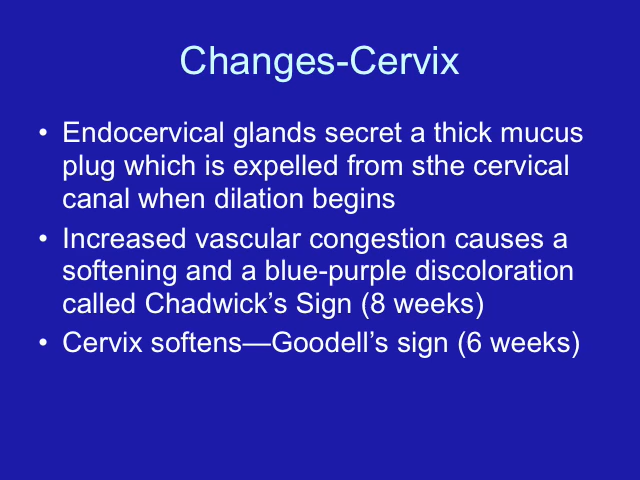 Changes-Cervix
• Endocervical glands secret a thick mucus
plug which is expelled from sthe cervical
canal when dilation begins
• Increased vascular congestion causes a
softening and a blue-purple discoloration
called Chadwick’s Sign (8 weeks)
• Cervix softens—Goodell’s sign (6 weeks)